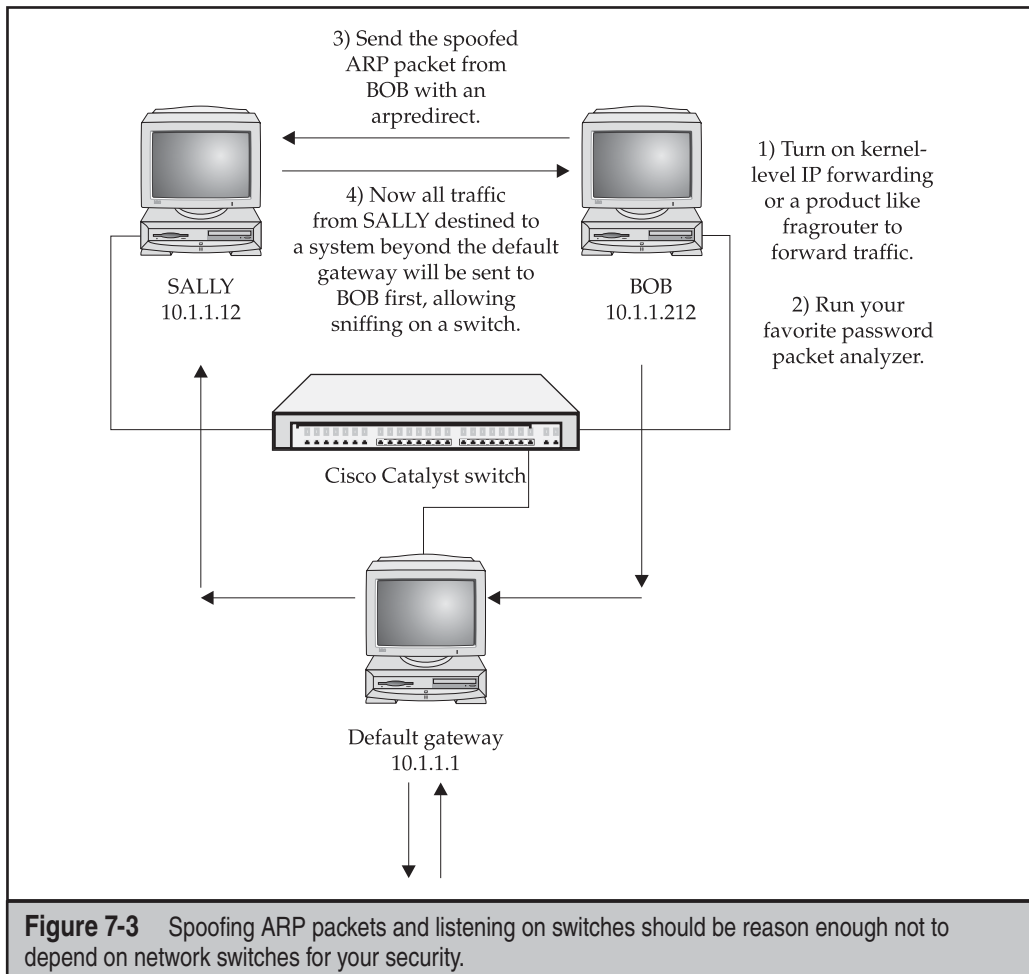 3) Send the spoofed
ARP packet from
BOB with an
arpredirect.
1) Turn on kernel-
level IP forwarding
or a product like
fragrouter to
forward traffic.
4) Now all traffic
from SALLY destined to
a system beyond the default
gateway will be sent to
BOB first, allowing
sniffing on a switch.
SALLY
10.1.1.12
BOB
10.1.1.212
2) Run your
favorite password
packet analyzer.
Cisco Catalyst switch
Default gateway
10.1.1.1
Figure 7-3 Spoofing ARP packets and listening on switches should be reason enough not to
depend on network switches for your security.